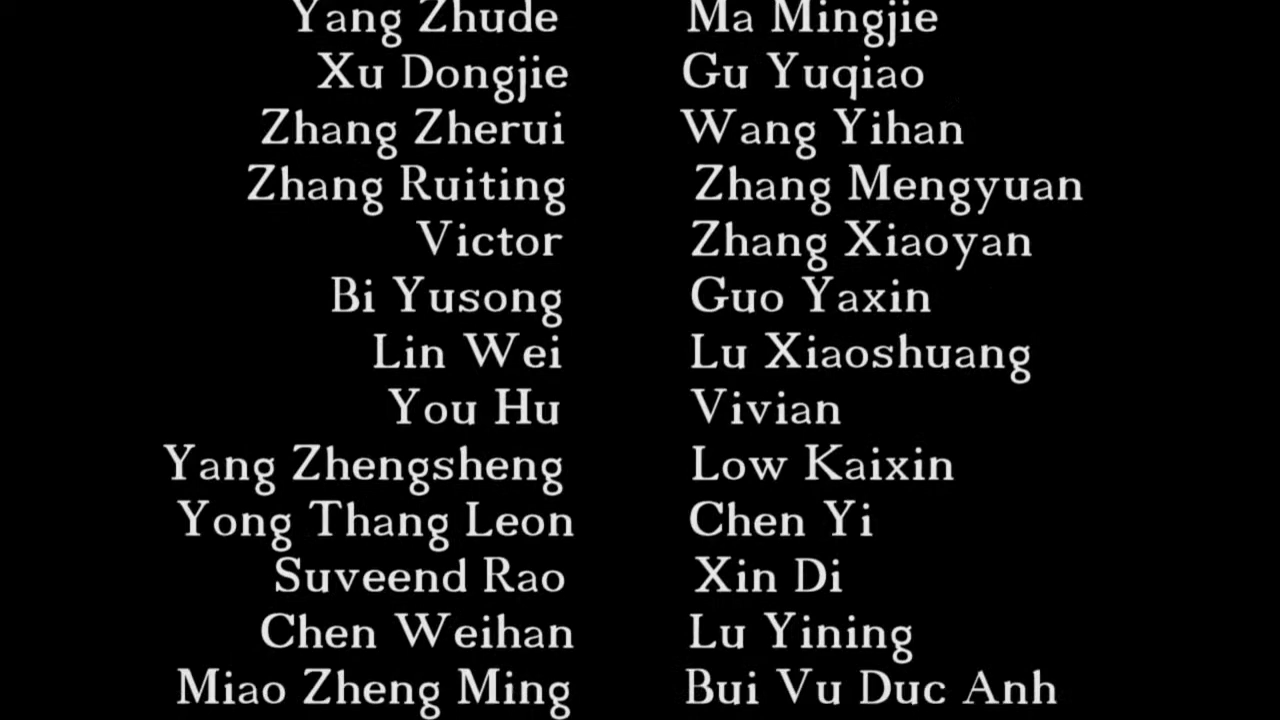 Yang Zhude Ma Mingjie
Xu Dongjie Gu Yuqiao
Zhang Zherui Wang Yihan
Zhang Ruiting Zhang Mengyuan
Victor Zhang Xiaoyan
Bi Yusong Guo Yaxin
Lin Wei Lu Xiaoshuang
You Hu Vivian
Yang Zhengsheng Low Kaixin
Yong Thang Leon Chen Yi
Suveend Rao Xin Di
Chen Weihan Lu Yining
Miao Zheng Ming Bui Vu Duc Anh